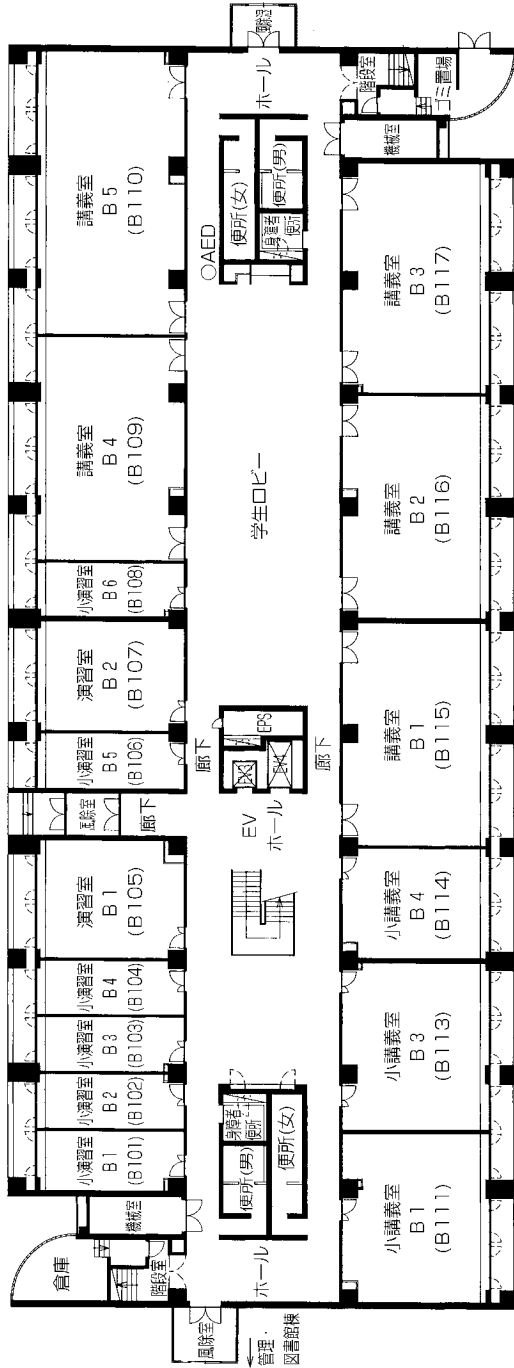 風除室
講義室
B5
(B110)
ホール
階段室
ゴミ置場
機械室
便所(女)
便所(男)
身障者
便所
○AED
講義室
B4
(B109)
講義室
B3
(B117)
小演習室
B6
(B108)
学生ロビー
講義室
B2
(B116)
演習室
B2
(B107)
小演習室
B5
(B106)
廊下
EPS
廊下
講義室
B1
(B115)
風除室
廊下
EV
ホール
演習室
B1
(B105)
小講義室
B4
(B114)
小演習室
B4
(B104)
小演習室
B3
(B103)
小講義室
B3
(B113)
小演習室
B2
(B102)
小演習室
B1
(B101)
身障者
便所
便所(男)
便所(女)
小講義室
B1
(B111)
機械室
倉庫
階段室
ホール
風除室
←
管理・
図書館棟